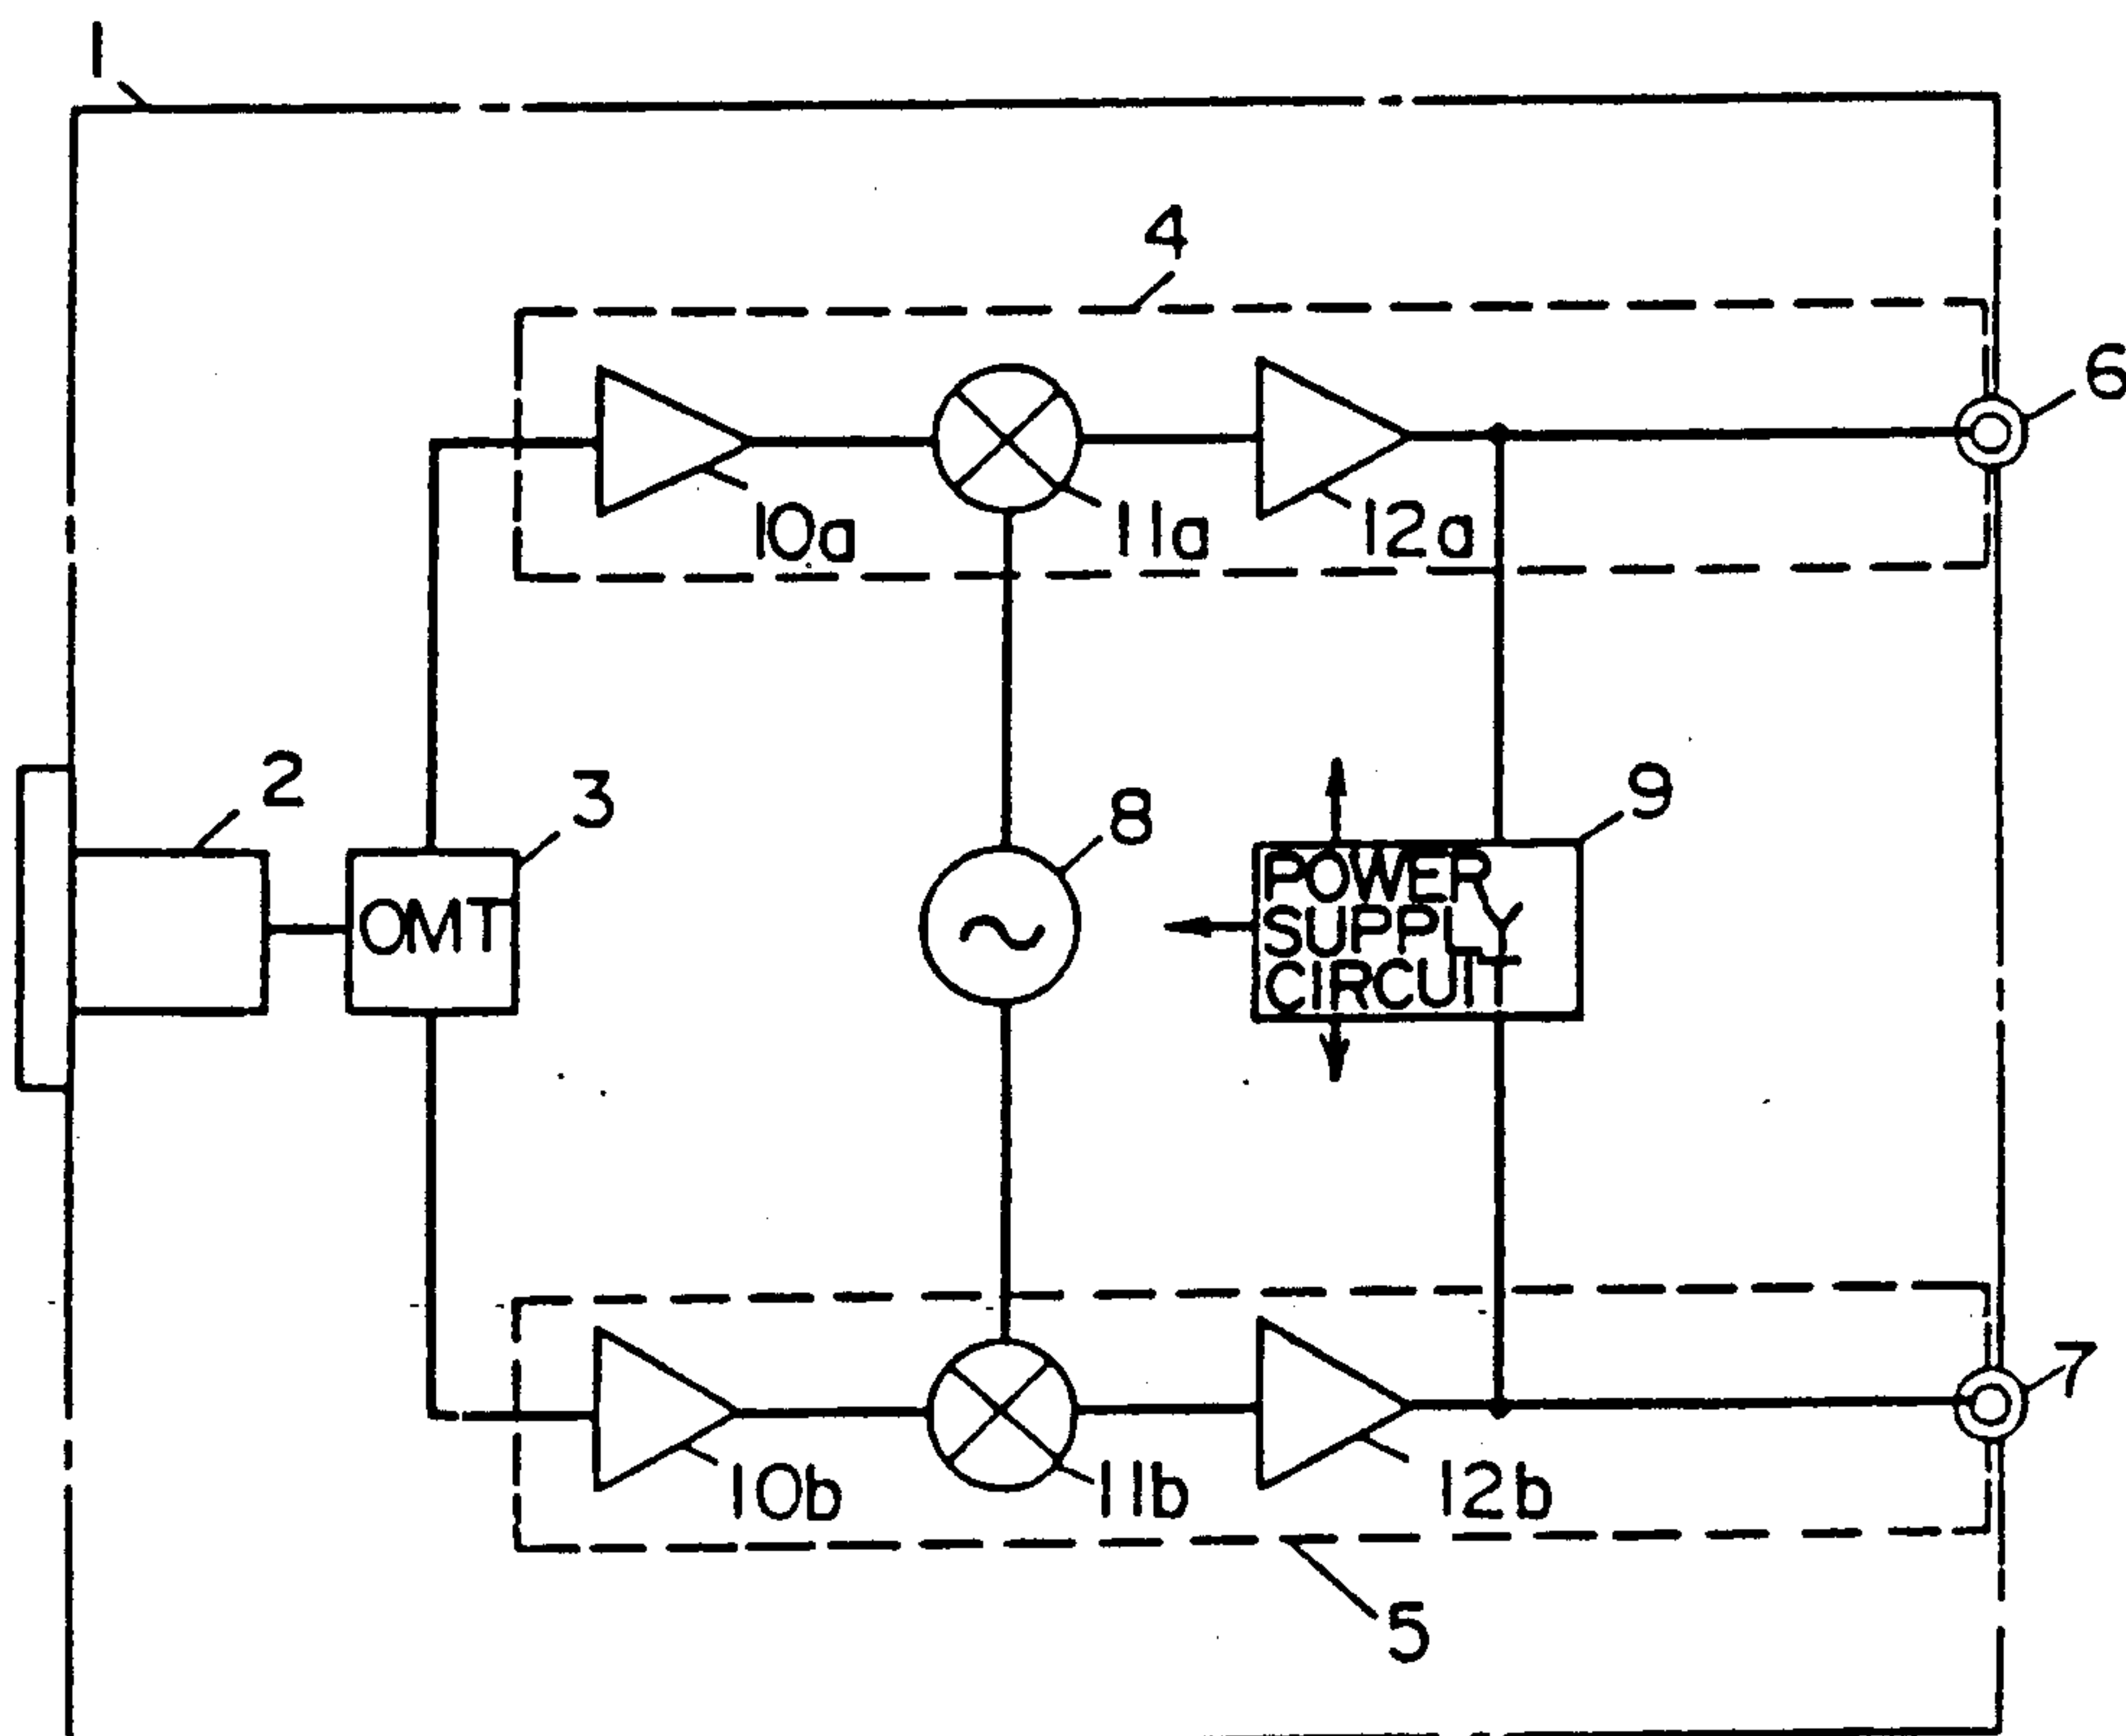 1
4
6
10a
11a
12a
2
3
8
9
OMT
POWER
SUPPLY
CIRCUIT
7
10b
11b
12b
5